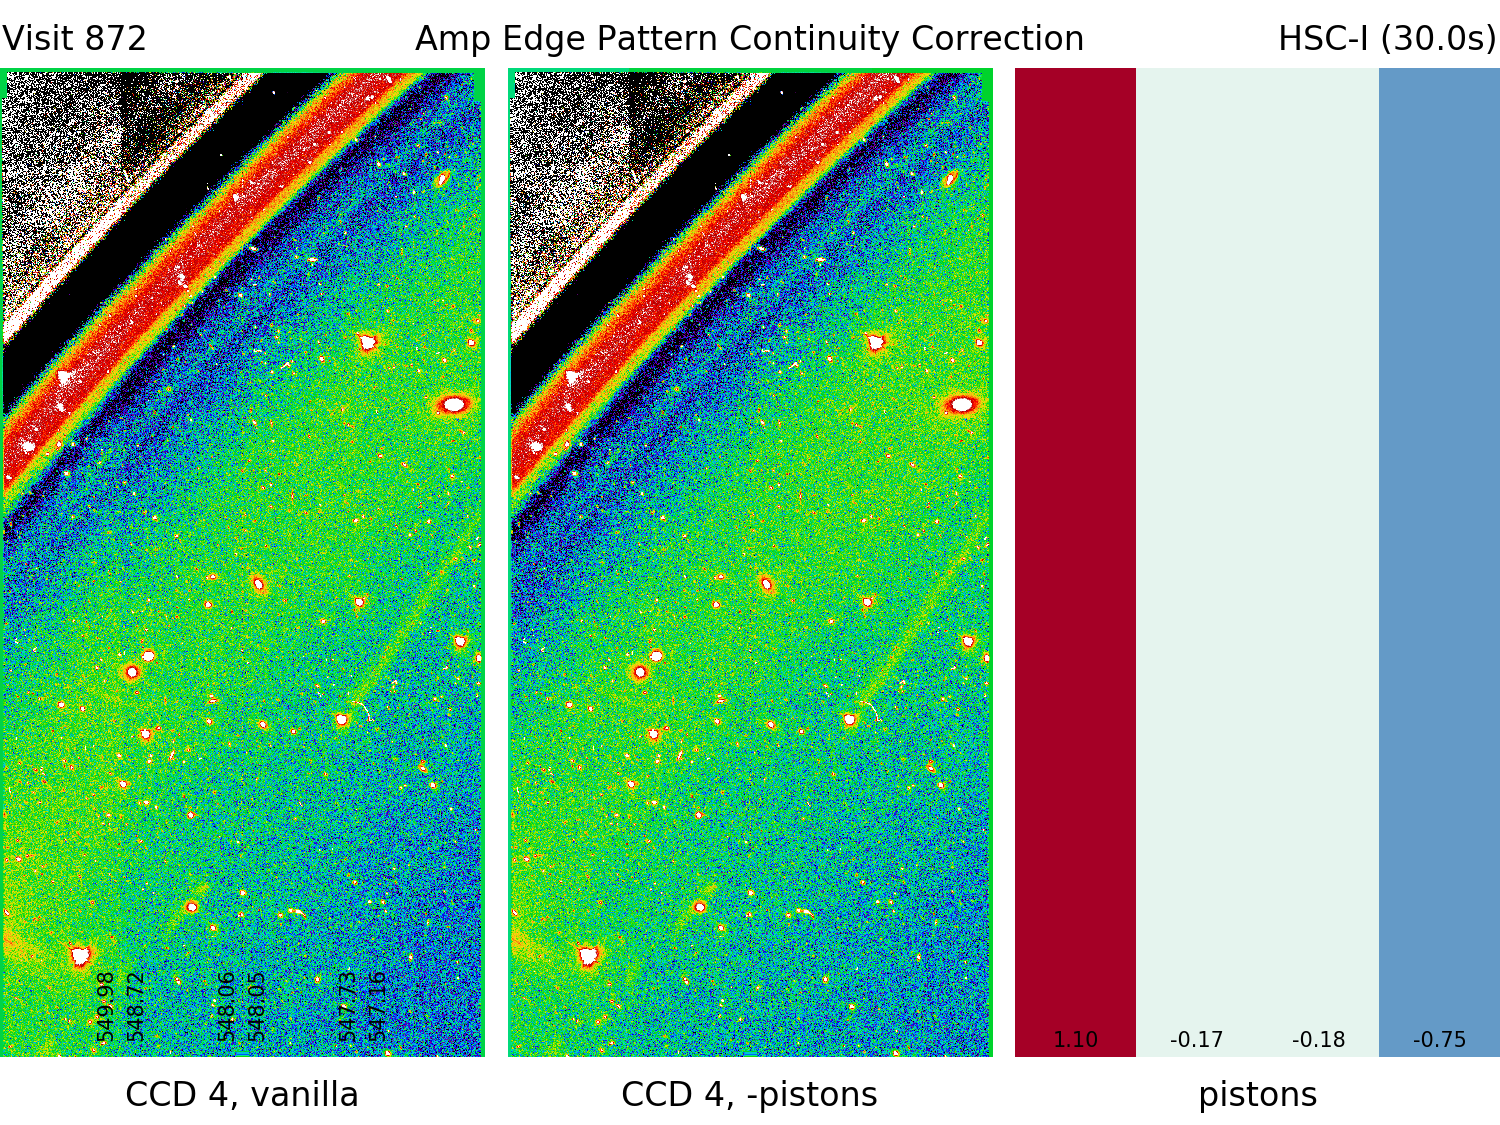 Visit 872
Amp Edge Pattern Continuity Correction
HSC-I (30.0s)
549.98
548.72
548.06
548.05
547.73
547.16
1.10
-0.17
-0.18
-0.75
CCD 4, vanilla
CCD 4, -pistons
pistons